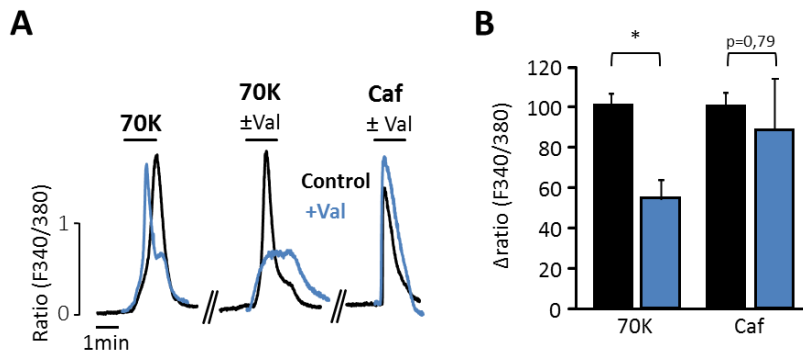 A
70K
70K
±Val
Caf
± Val
Control
+Val
Ratio (F340/380)
1
0
1min
B
*
p=0,79
Δratio (F340/380)
120
100
80
60
40
20
0
70K
Caf